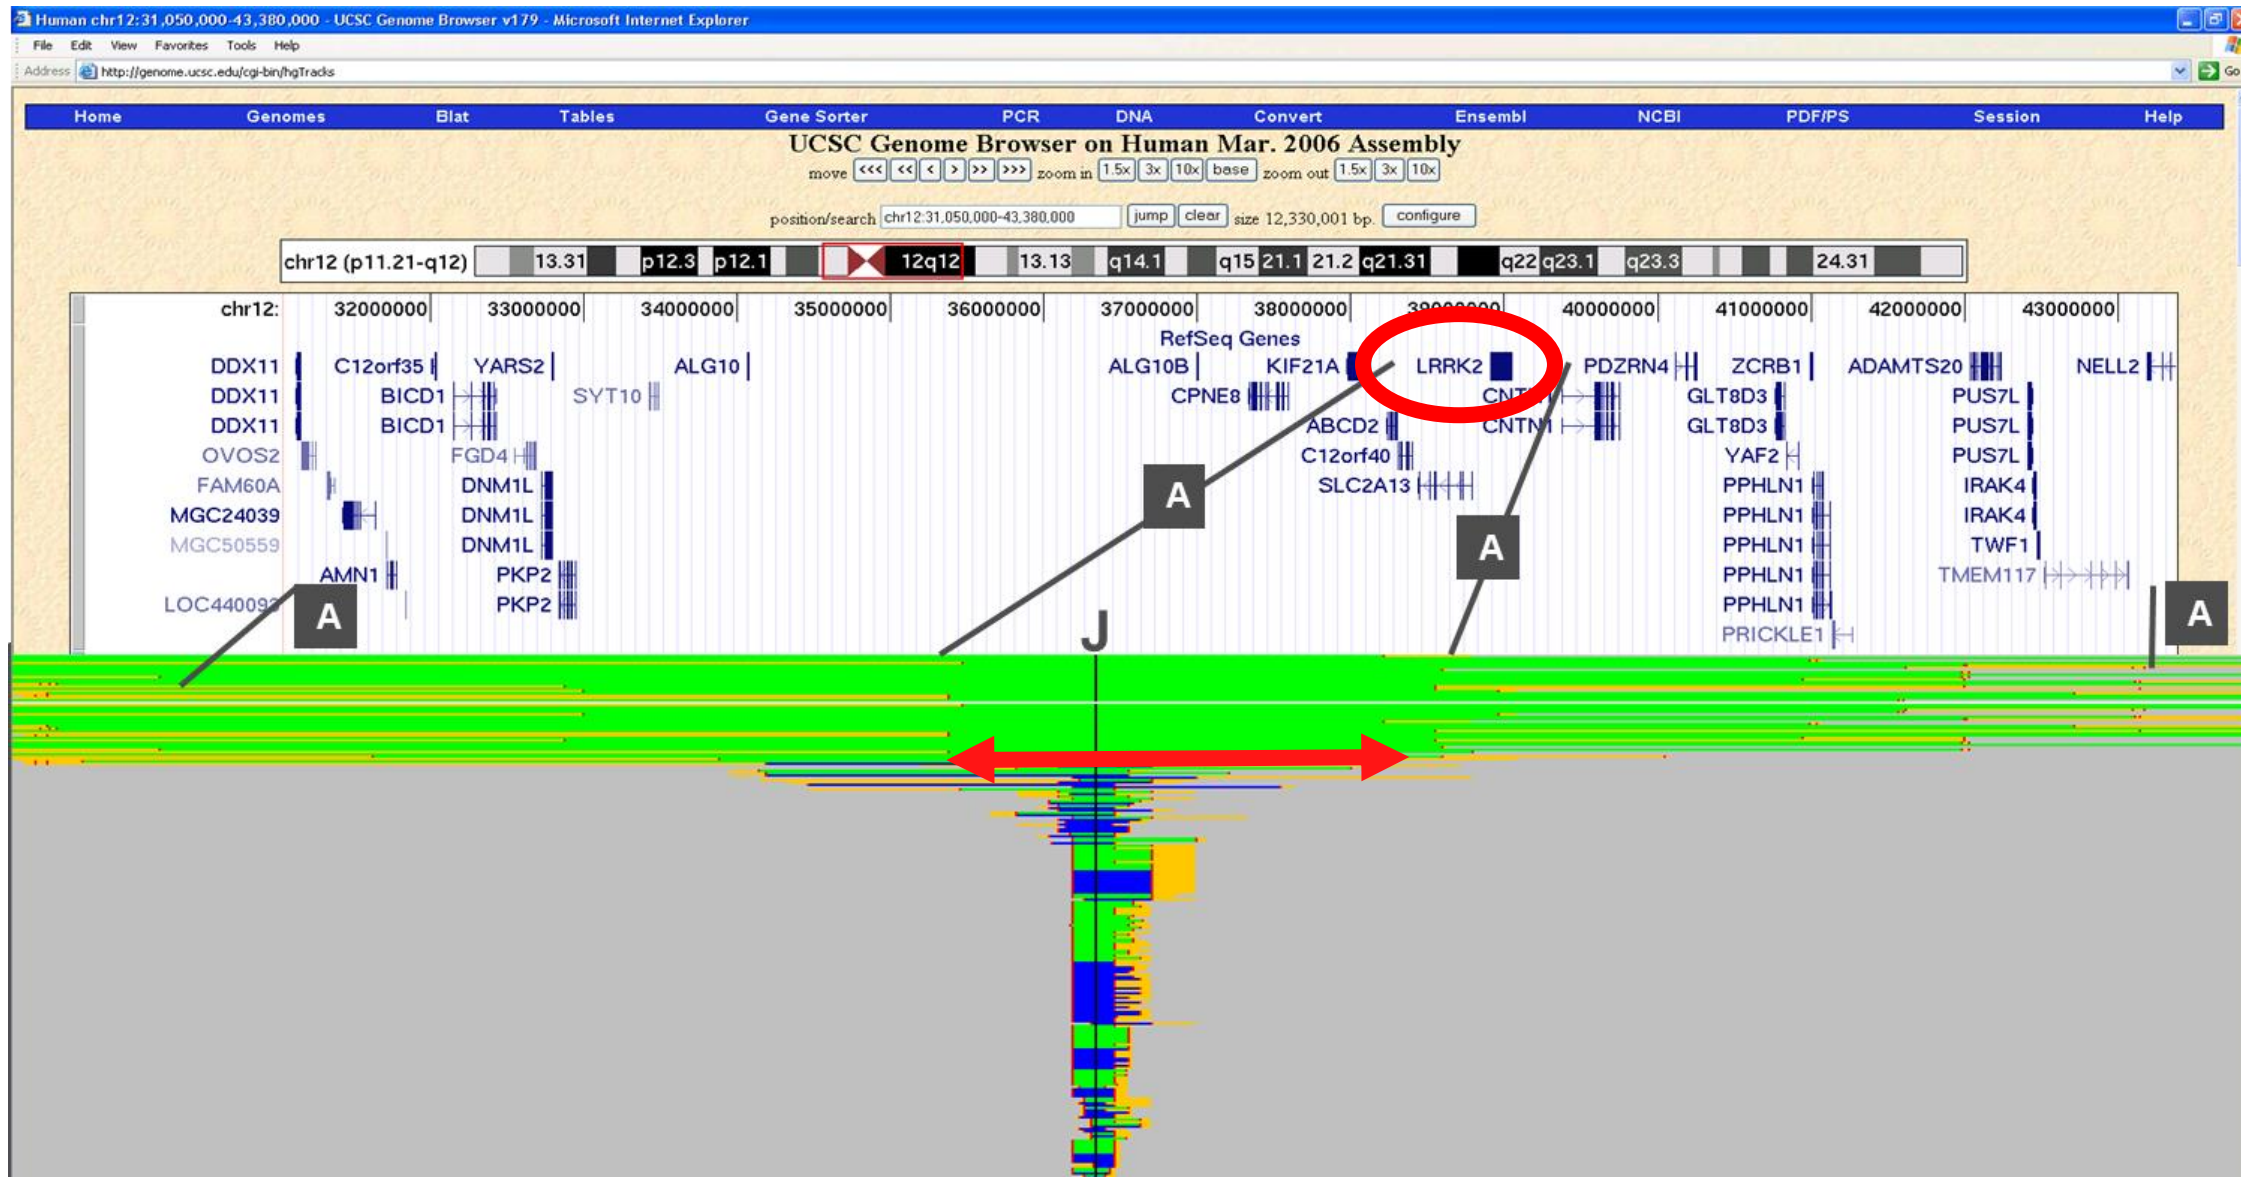 Human chr12:31,050,000-43,380,000 - UCSC Genome Browser v179 - Microsoft Internet Explorer
File Edit View Favorites Tools Help
Address http://genome.ucsc.edu/cgi-bin/hgTracks Go
Home Genomes Blat Tables Gene Sorter PCR DNA Convert Ensembl NCBI PDF/PS Session Help
UCSC Genome Browser on Human Mar. 2006 Assembly
move <<< << < > >> >>> zoom in 1.5x 3x 10x base zoom out 1.5x 3x 10x
position/search chr12:31,050,000-43,380,000 jump clear size 12,330,001 bp. configure
chr12 (p11.21-q12) 13.31 p12.3 p12.1 12q12 13.13 q14.1 q15 21.1 21.2 q21.31 q22 q23.1 q23.3 24.31
chr12: 32000000 33000000 34000000 35000000 36000000 37000000 38000000 39000000 40000000 41000000 42000000 43000000
RefSeq Genes
DDX11 C12orf35 YARS2 ALG10 ALG10B KIF21A LRRK2 PDZRN4 ZCRB1 ADAMTS20 NELL2
DDX11 BICD1 SYT10 CPNE8 CNTN1 GLT8D3 PUS7L
DDX11 BICD1 ABCD2 CNTN1 GLT8D3 PUS7L
OVOS2 FGD4 C12orf40 YAF2 PUS7L
FAM60A DNM1L SLC2A13 PPHLN1 IRAK4
MGC24039 DNM1L A PPHLN1 IRAK4
MGC50559 DNM1L A PPHLN1 TWF1
AMN1 PKP2 PPHLN1 TMEM117
LOC440093 A PKP2 PPHLN1 A
J PRICKLE1